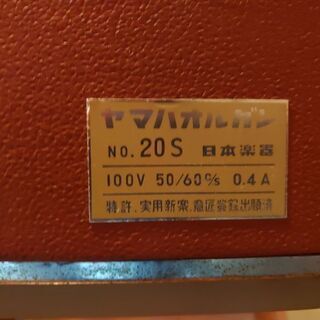 ヤマハオルガン
NO.20S 日本楽器
100V 50/60c/s 0.4A
特許.実用新案.意匠登録出願済